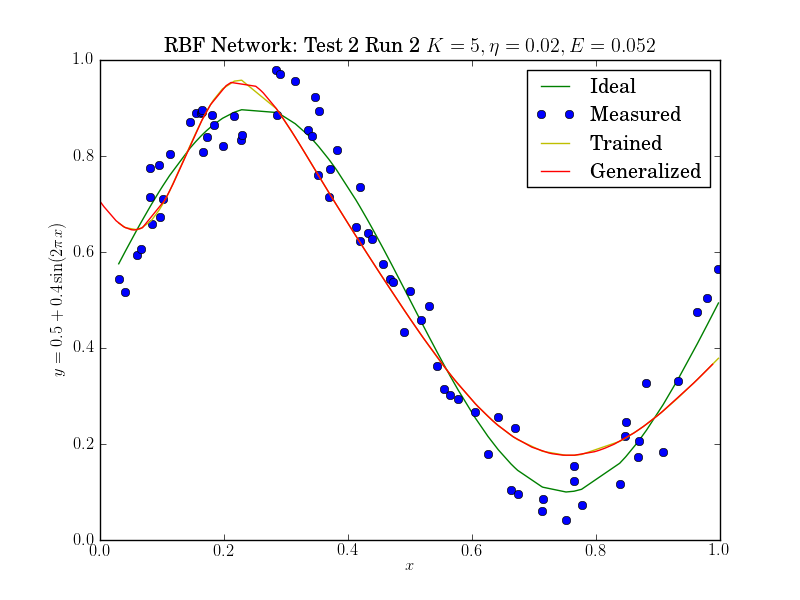 RBF Network: Test 2 Run 2 K = 5, η = 0.02, E = 0.052
Ideal
Measured
Trained
Generalized
y = 0.5 + 0.4 sin(2πx)
1.0
0.8
0.6
0.4
0.2
0.0
0.0 0.2 0.4 0.6 0.8 1.0
x